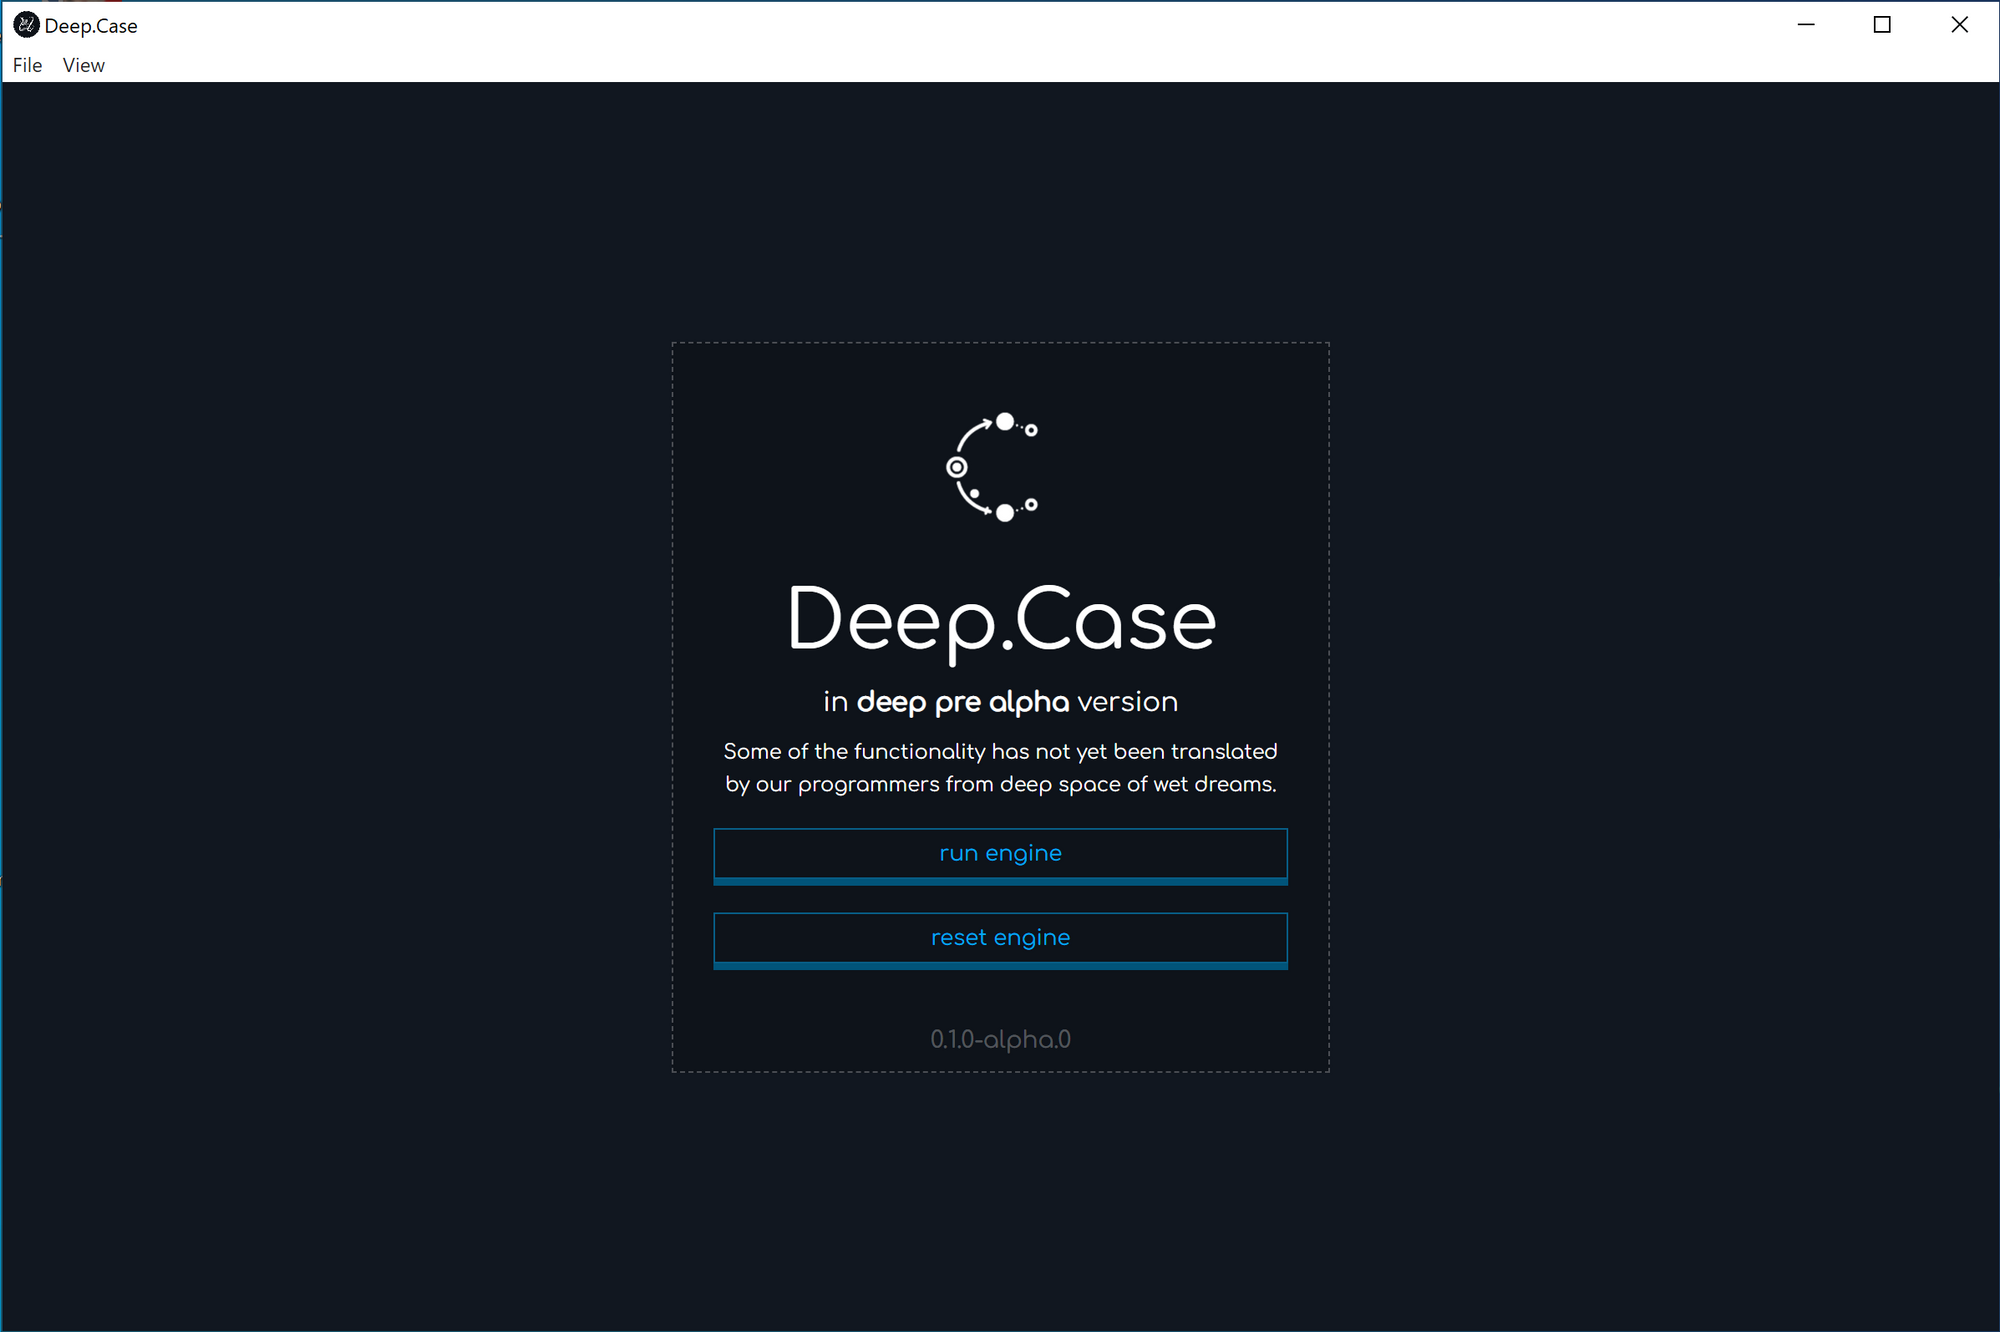 Deep.Case
File View
Deep.Case
in deep pre alpha version
Some of the functionality has not yet been translated
by our programmers from deep space of wet dreams.
run engine
reset engine
0.1.0-alpha.0